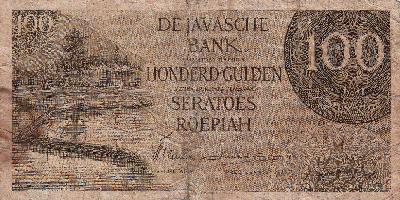 100
DE JAVASCHE
BANK
HONDERD GULDEN
SERATOES
ROEPIAH
100